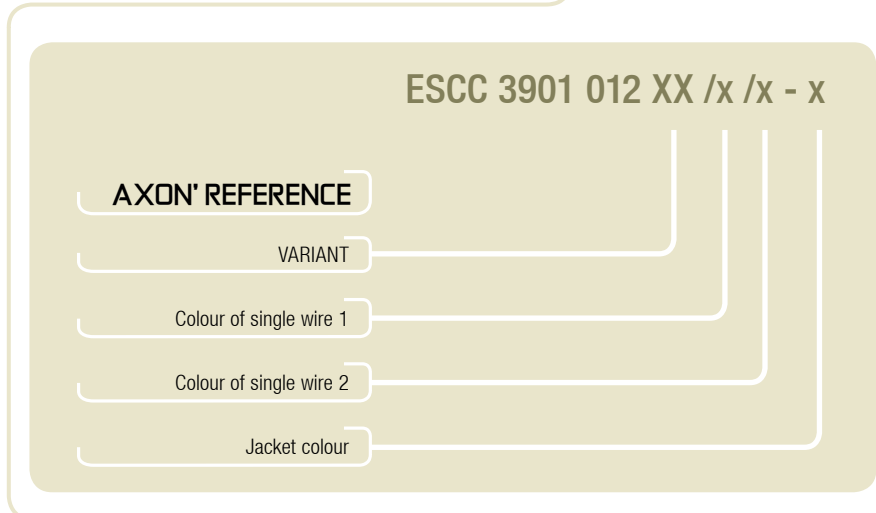 ESCC 3901 012 XX /x /x - x
AXON' REFERENCE
VARIANT
Colour of single wire 1
Colour of single wire 2
Jacket colour